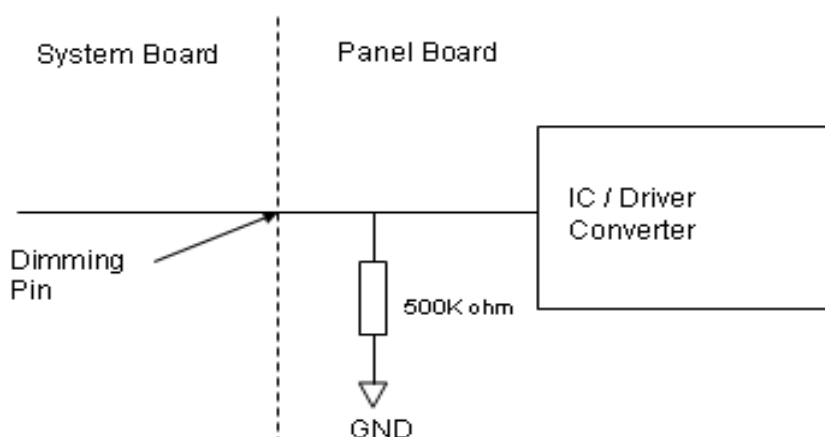 System Board
Panel Board
IC / Driver
Converter
Dimming
Pin
500K ohm
GND